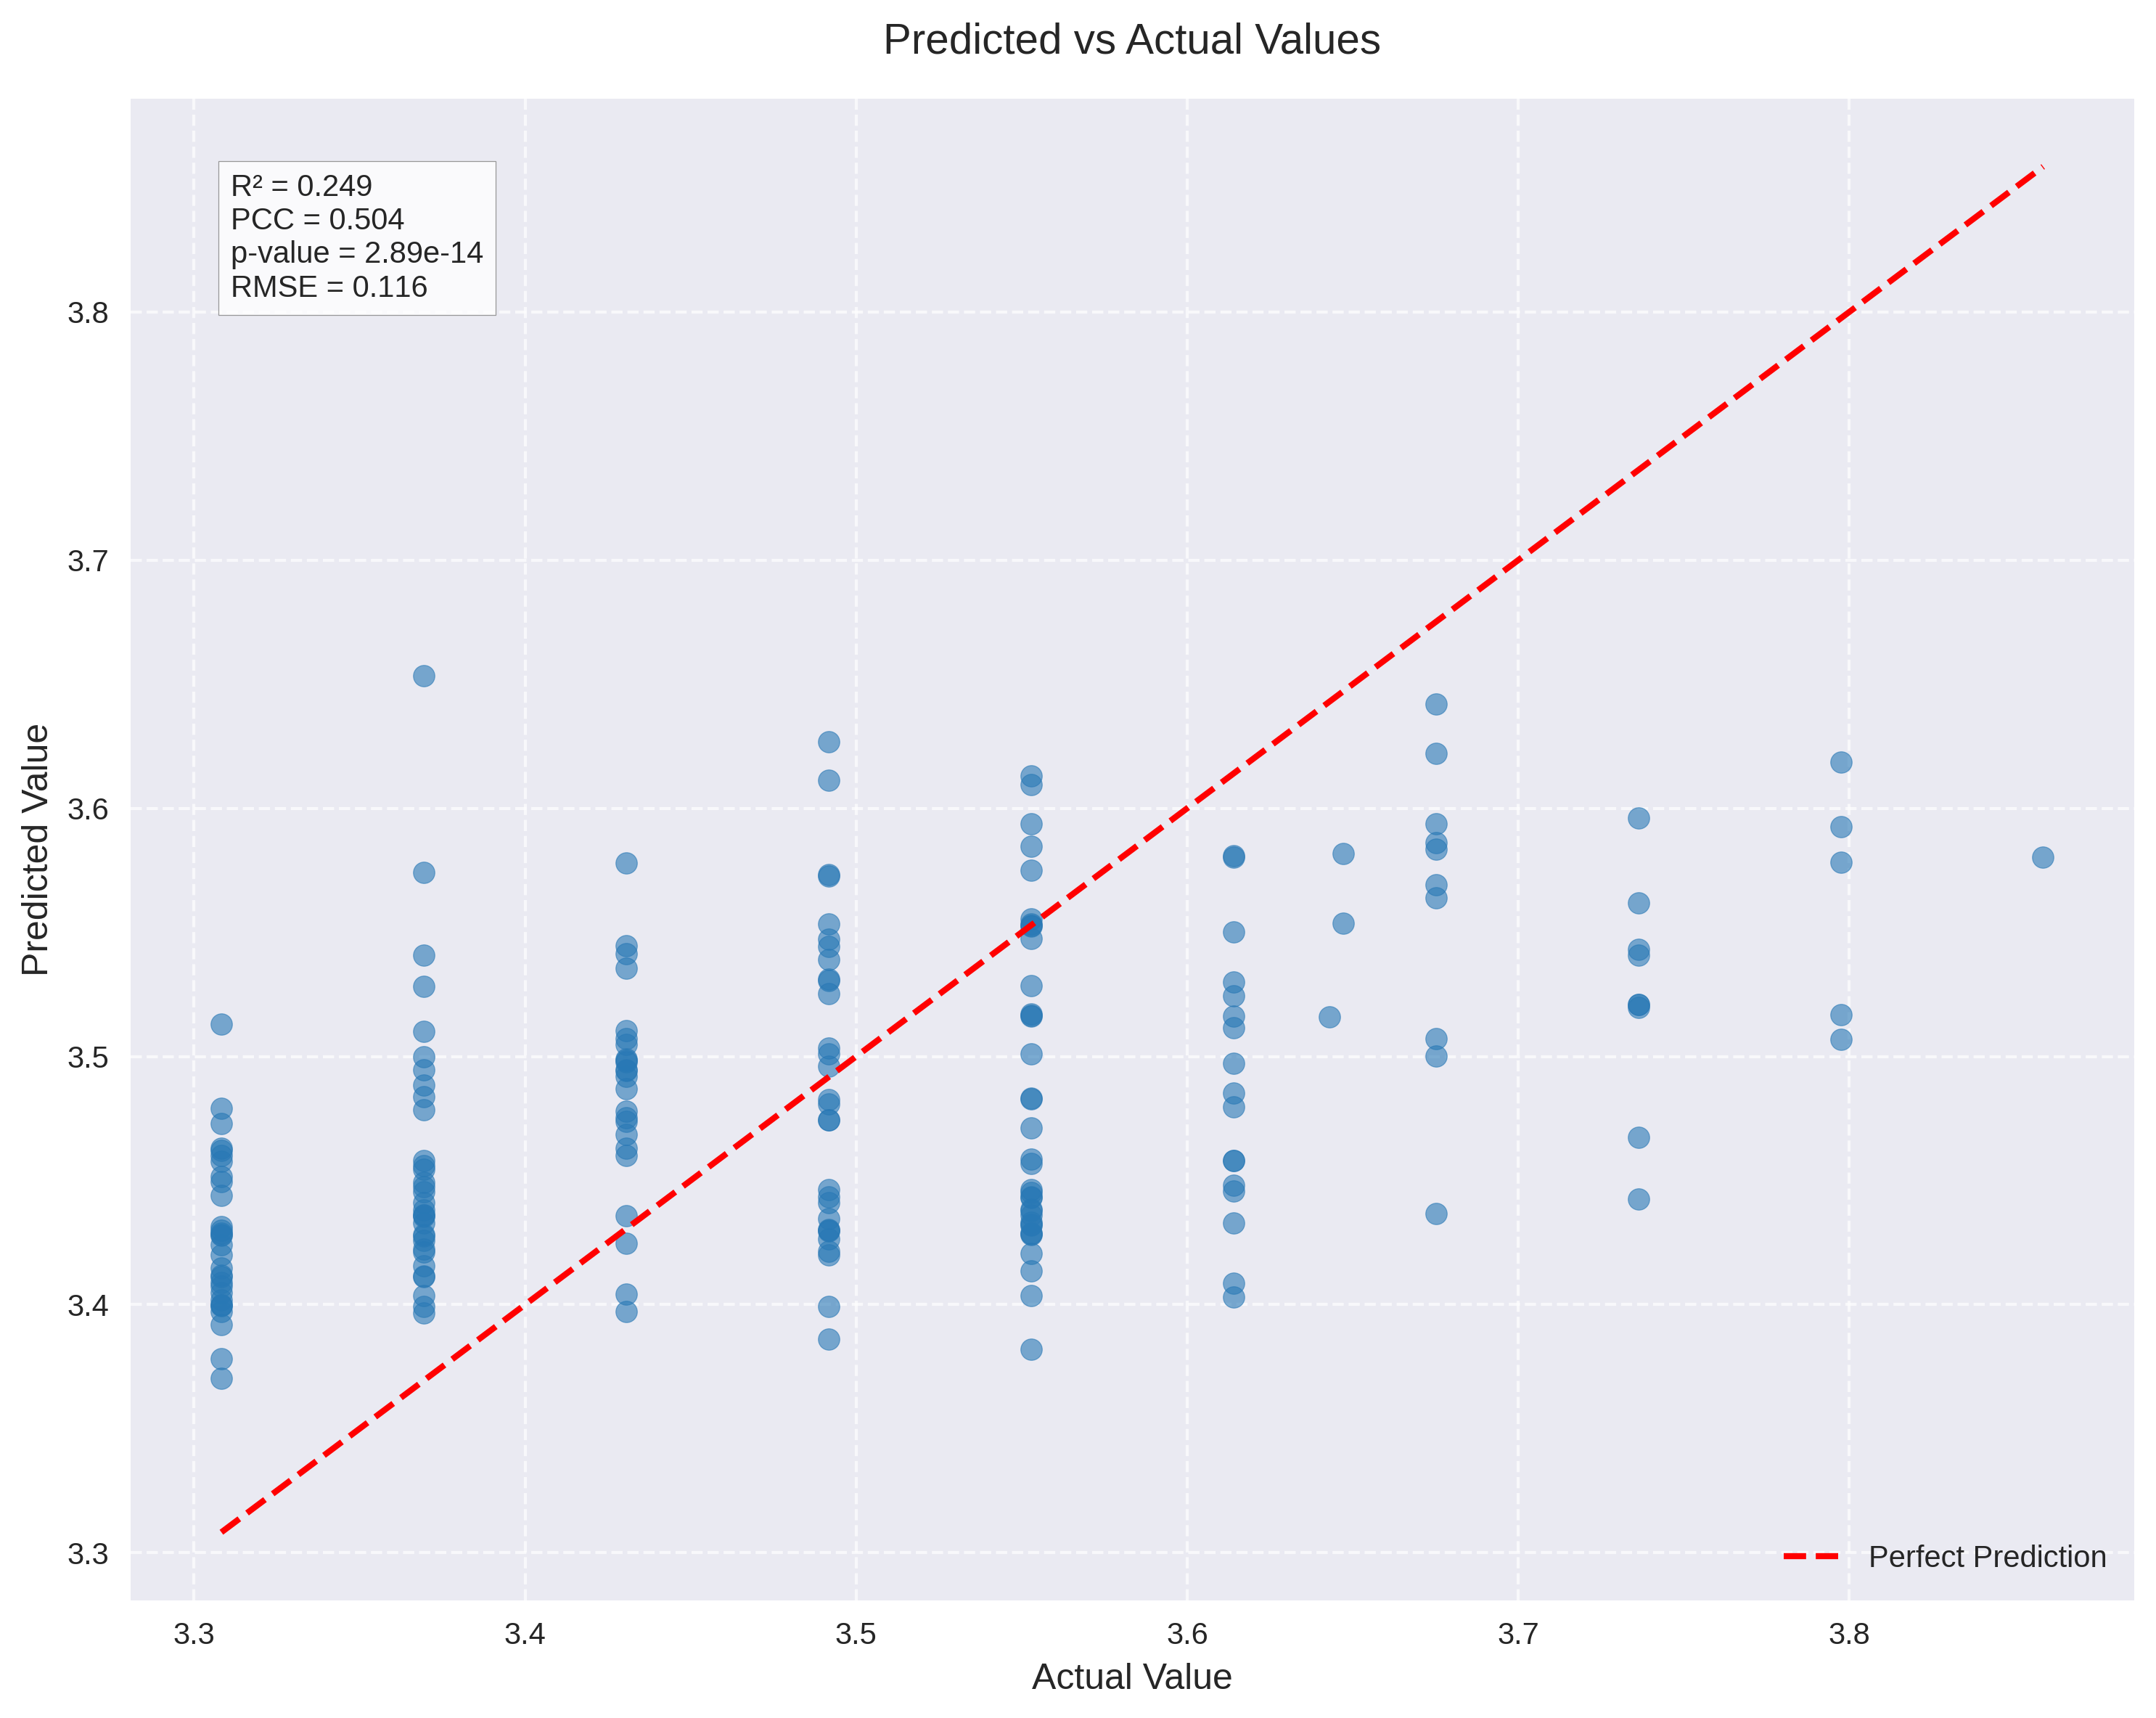 Predicted vs Actual Values
R² = 0.249
PCC = 0.504
p-value = 2.89e-14
RMSE = 0.116
3.8
3.7
3.6
3.5
3.4
3.3
Predicted Value
Perfect Prediction
3.3 3.4 3.5 3.6 3.7 3.8
Actual Value